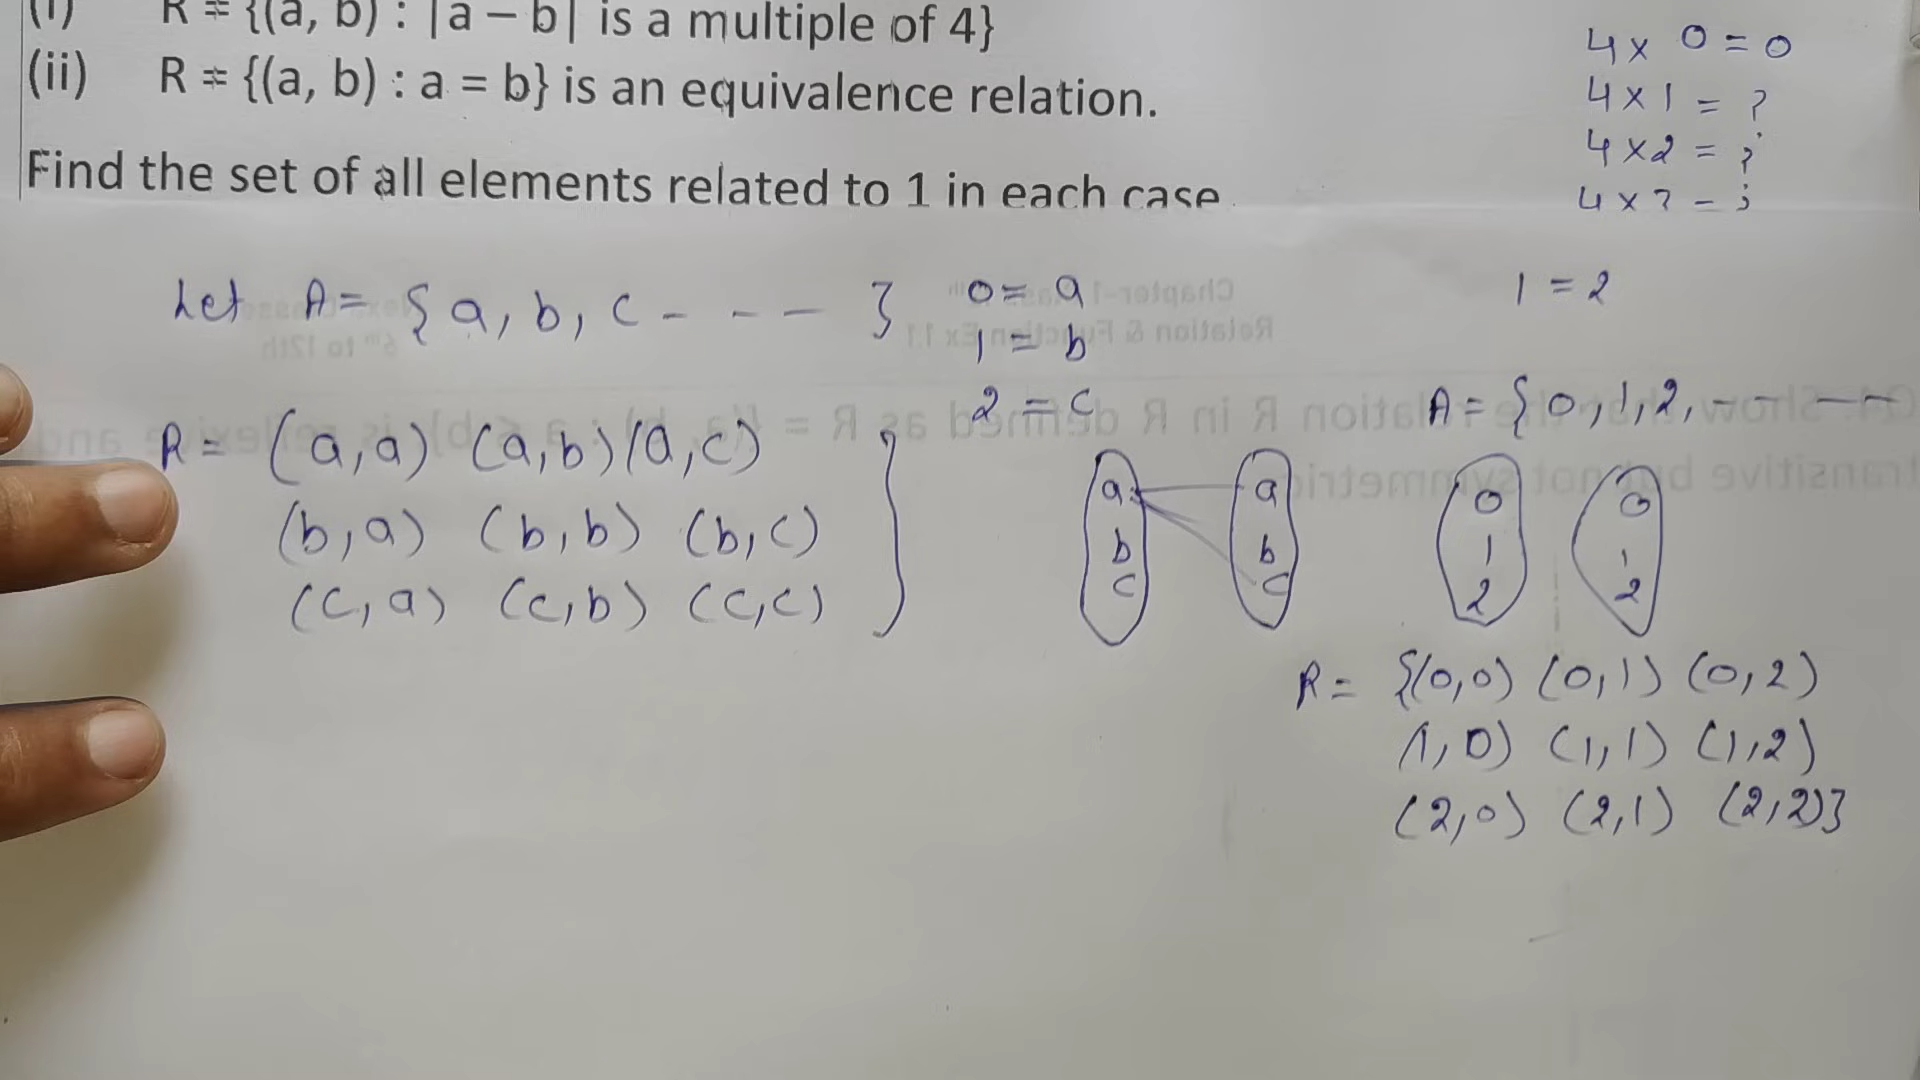 (i) R = {(a, b) : |a – b| is a multiple of 4}
(ii) R = {(a, b) : a = b} is an equivalence relation.
Find the set of all elements related to 1 in each case
4 x 0 = 0
4 x 1 = ?
4 x 2 = ?
4 x ? = ?
Let A = { a, b, c - - - - }
0 = a
1 = b
2 = c
1 = 2
A = { 0, 1, 2, - - - -
R = (a,a) (a,b) (a,c)
(b,a) (b,b) (b,c)
(c,a) (c,b) (c,c) }
a a
b b
c c
0 0
1 1
2 2
R = {(0,0) (0,1) (0,2)
(1,0) (1,1) (1,2)
(2,0) (2,1) (2,2)}